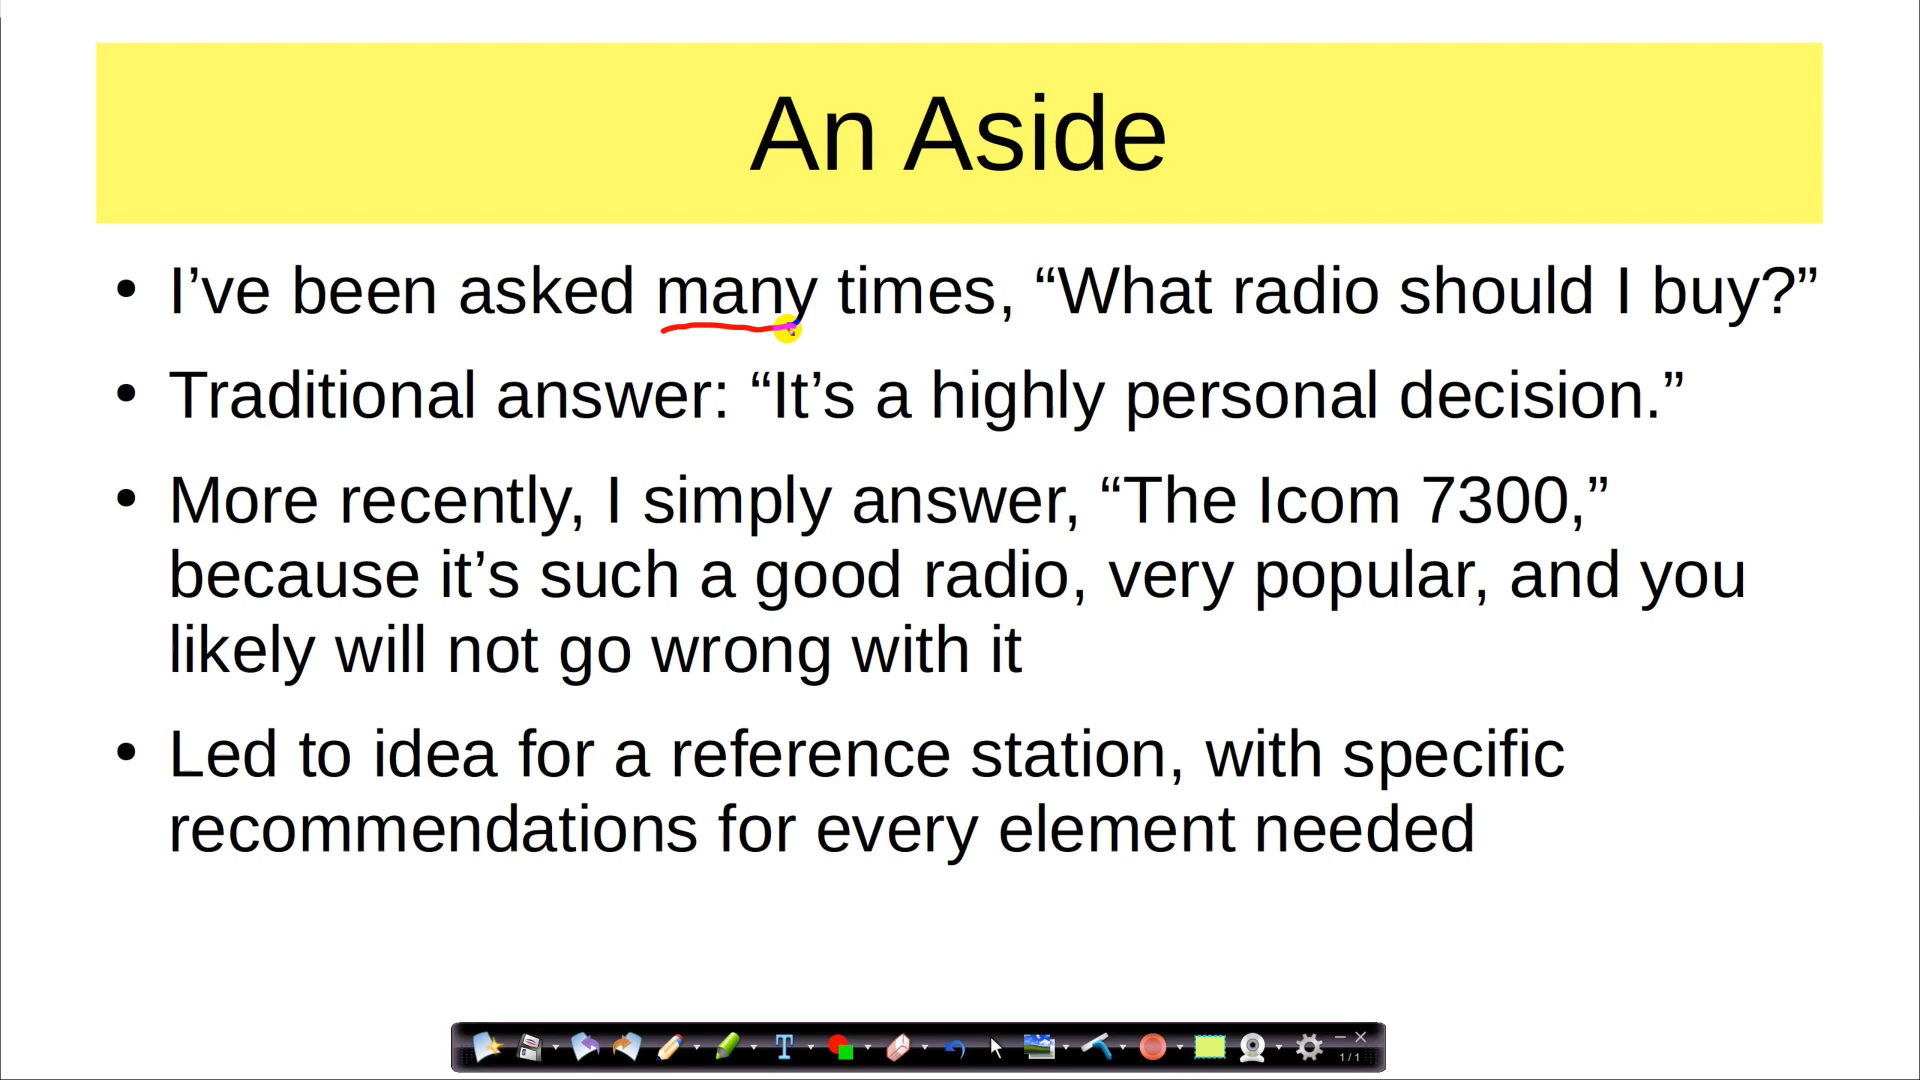 An Aside
• I’ve been asked many times, “What radio should I buy?”
• Traditional answer: “It’s a highly personal decision.”
• More recently, I simply answer, “The Icom 7300,”
because it’s such a good radio, very popular, and you
likely will not go wrong with it
• Led to idea for a reference station, with specific
recommendations for every element needed
T
1/1